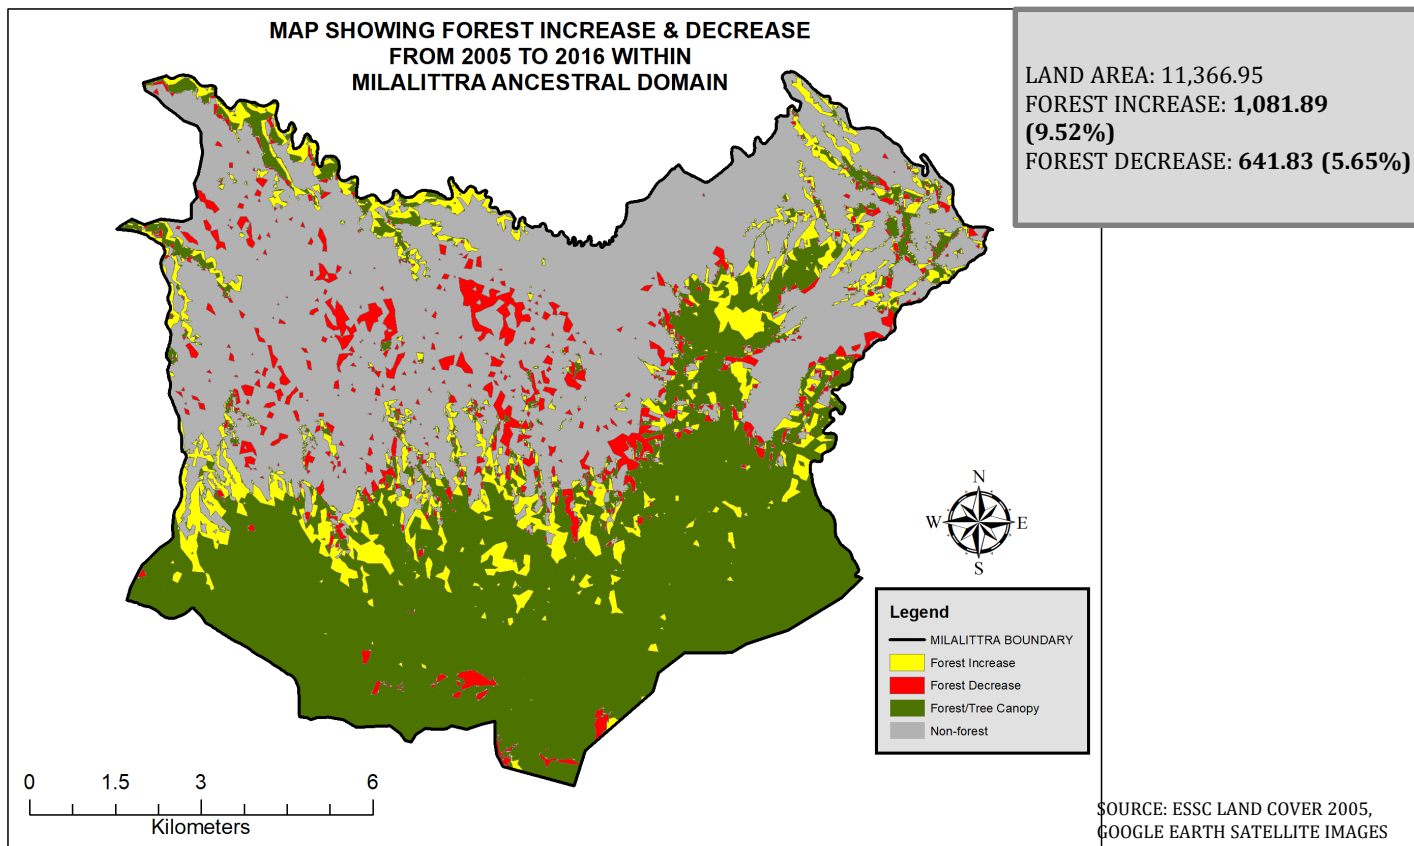 MAP SHOWING FOREST INCREASE & DECREASE
FROM 2005 TO 2016 WITHIN
MILALITTRA ANCESTRAL DOMAIN
LAND AREA: 11,366.95
FOREST INCREASE: 1,081.89
(9.52%)
FOREST DECREASE: 641.83 (5.65%)
N
W E
S
Legend
MILALITTRA BOUNDARY
Forest Increase
Forest Decrease
Forest/Tree Canopy
Non-forest
0 1.5 3 6
Kilometers
SOURCE: ESSC LAND COVER 2005,
GOOGLE EARTH SATELLITE IMAGES